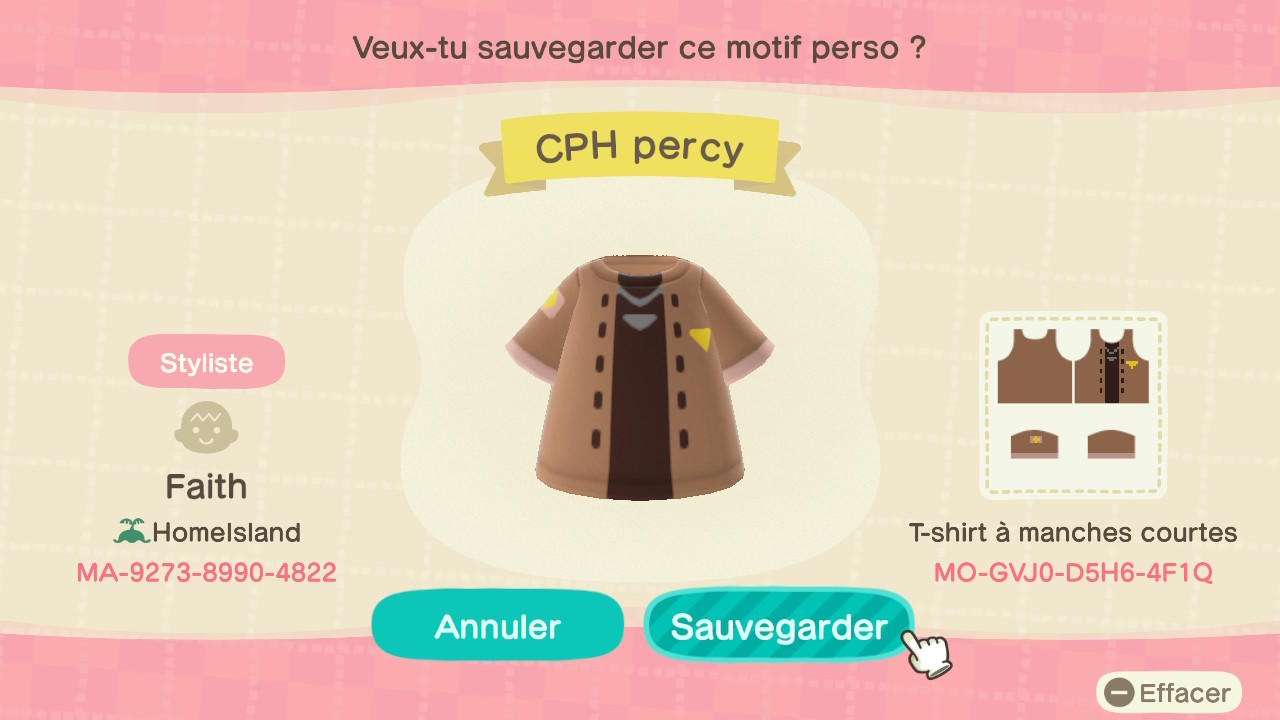 Veux-tu sauvegarder ce motif perso ?
CPH percy
Styliste
Faith
HomeIsland
MA-9273-8990-4822
T-shirt à manches courtes
MO-GVJ0-D5H6-4F1Q
Annuler
Sauvegarder
Effacer